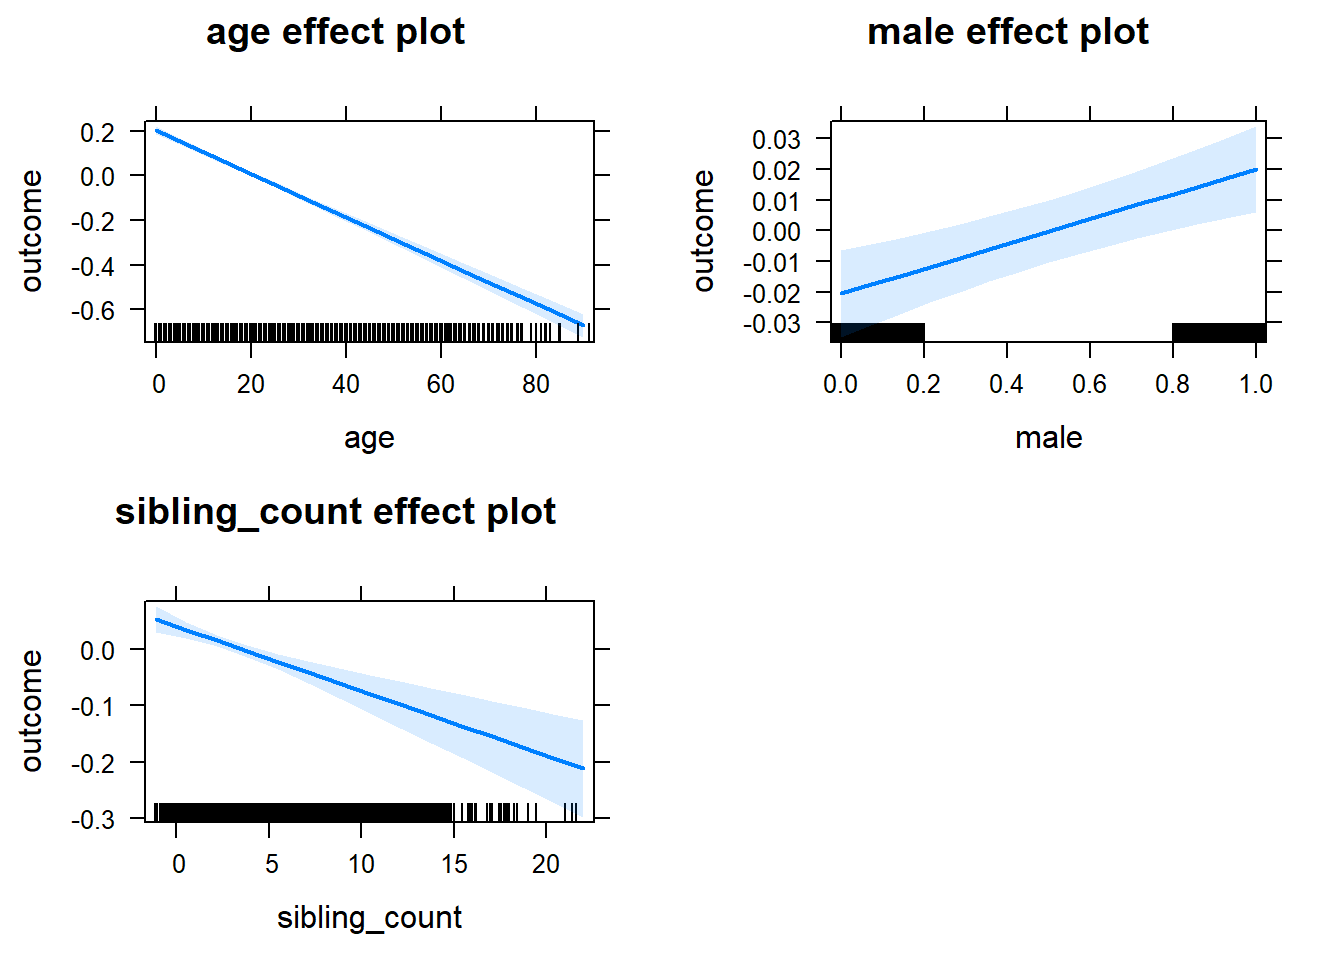 age effect plot
outcome
0.2
0.0
-0.2
-0.4
-0.6
0 20 40 60 80
age
male effect plot
outcome
0.03
0.02
0.01
0.00
-0.01
-0.02
-0.03
0.0 0.2 0.4 0.6 0.8 1.0
male
sibling_count effect plot
outcome
0.0
-0.1
-0.2
-0.3
0 5 10 15 20
sibling_count